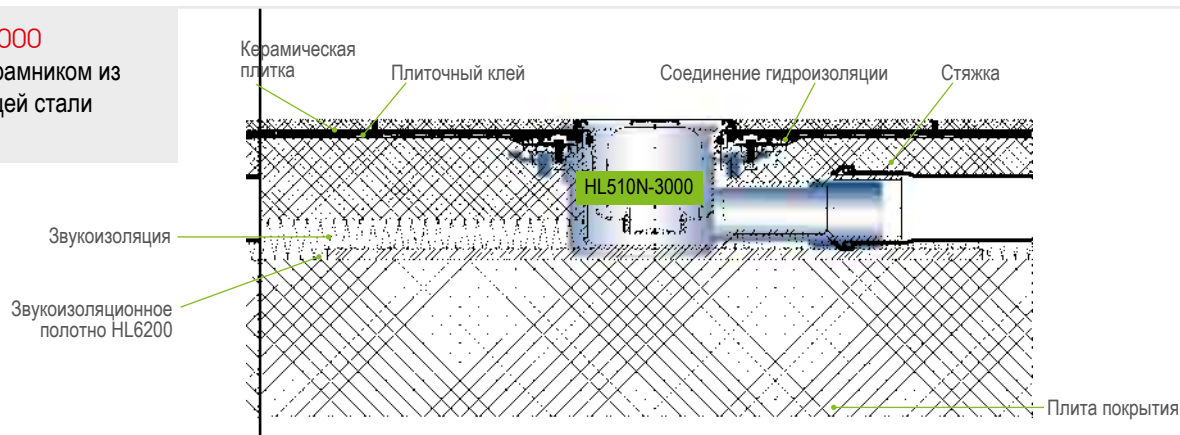 000
рамником из
цей стали
Керамическая
плитка
Плиточный клей
Соединение гидроизоляции
Стяжка
HL510N-3000
Звукоизоляция
Звукоизоляционное
полотно HL6200
Плита покрытия